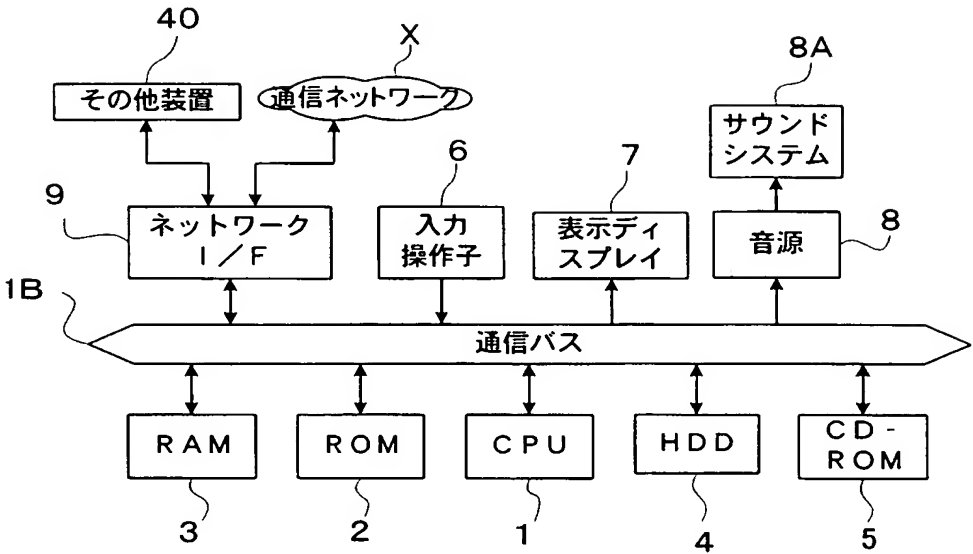 40
X
8A
その他装置
通信ネットワーク
サウンド
システム
9
6
7
ネットワーク
I／F
入力
操作子
表示ディ
スプレイ
音源
8
1B
通信バス
RAM
ROM
CPU
HDD
CD-
ROM
3
2
1
4
5